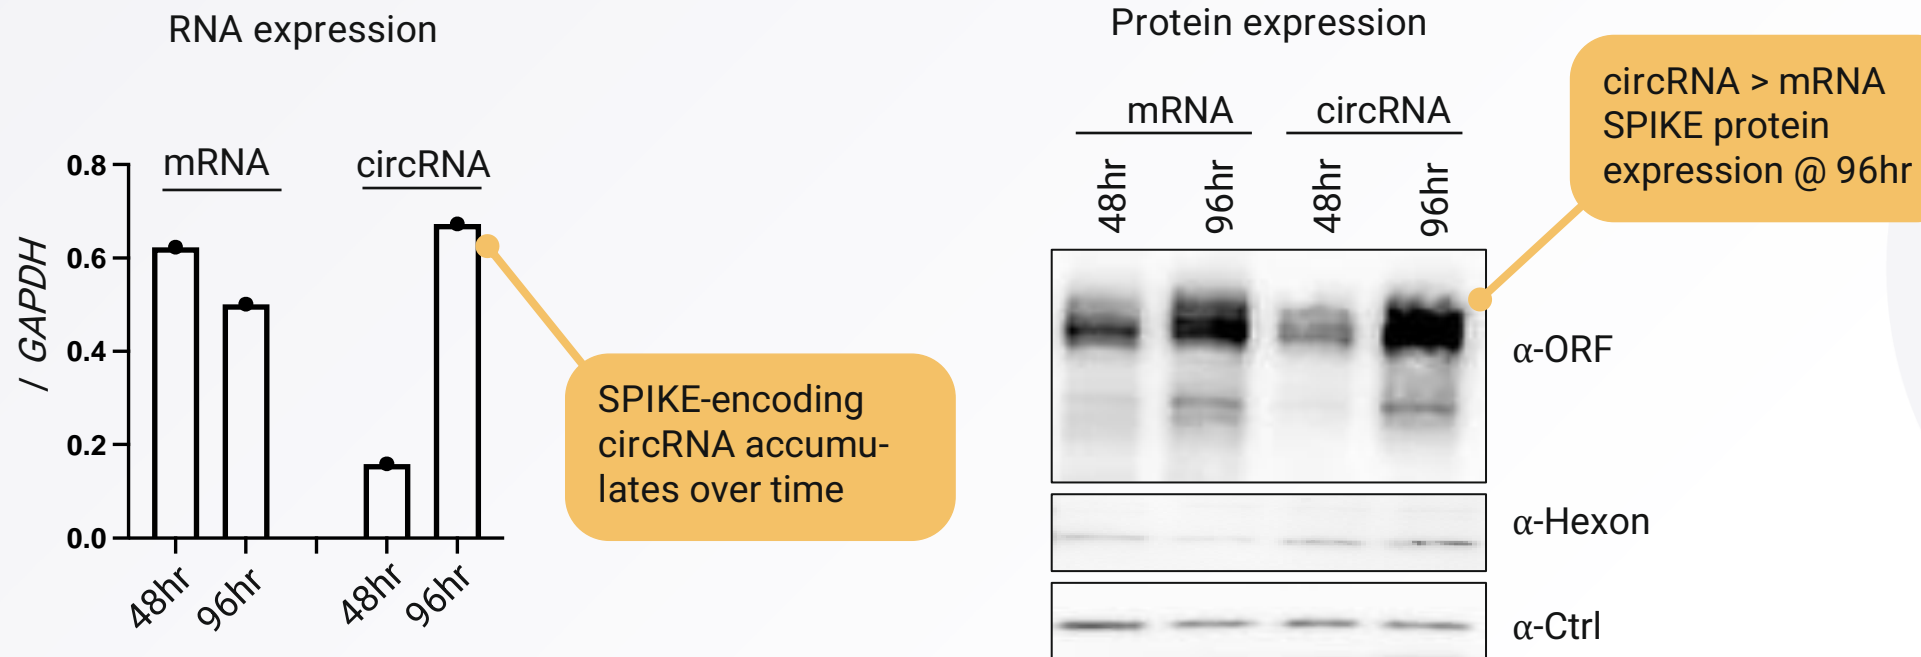 RNA expression
/ GAPDH
0.8
0.6
0.4
0.2
0.0
mRNA
circRNA
48hr
96hr
48hr
96hr
SPIKE-encoding
circRNA accumu-
lates over time
Protein expression
mRNA
circRNA
48hr
96hr
48hr
96hr
circRNA > mRNA
SPIKE protein
expression @ 96hr
α-ORF
α-Hexon
α-Ctrl